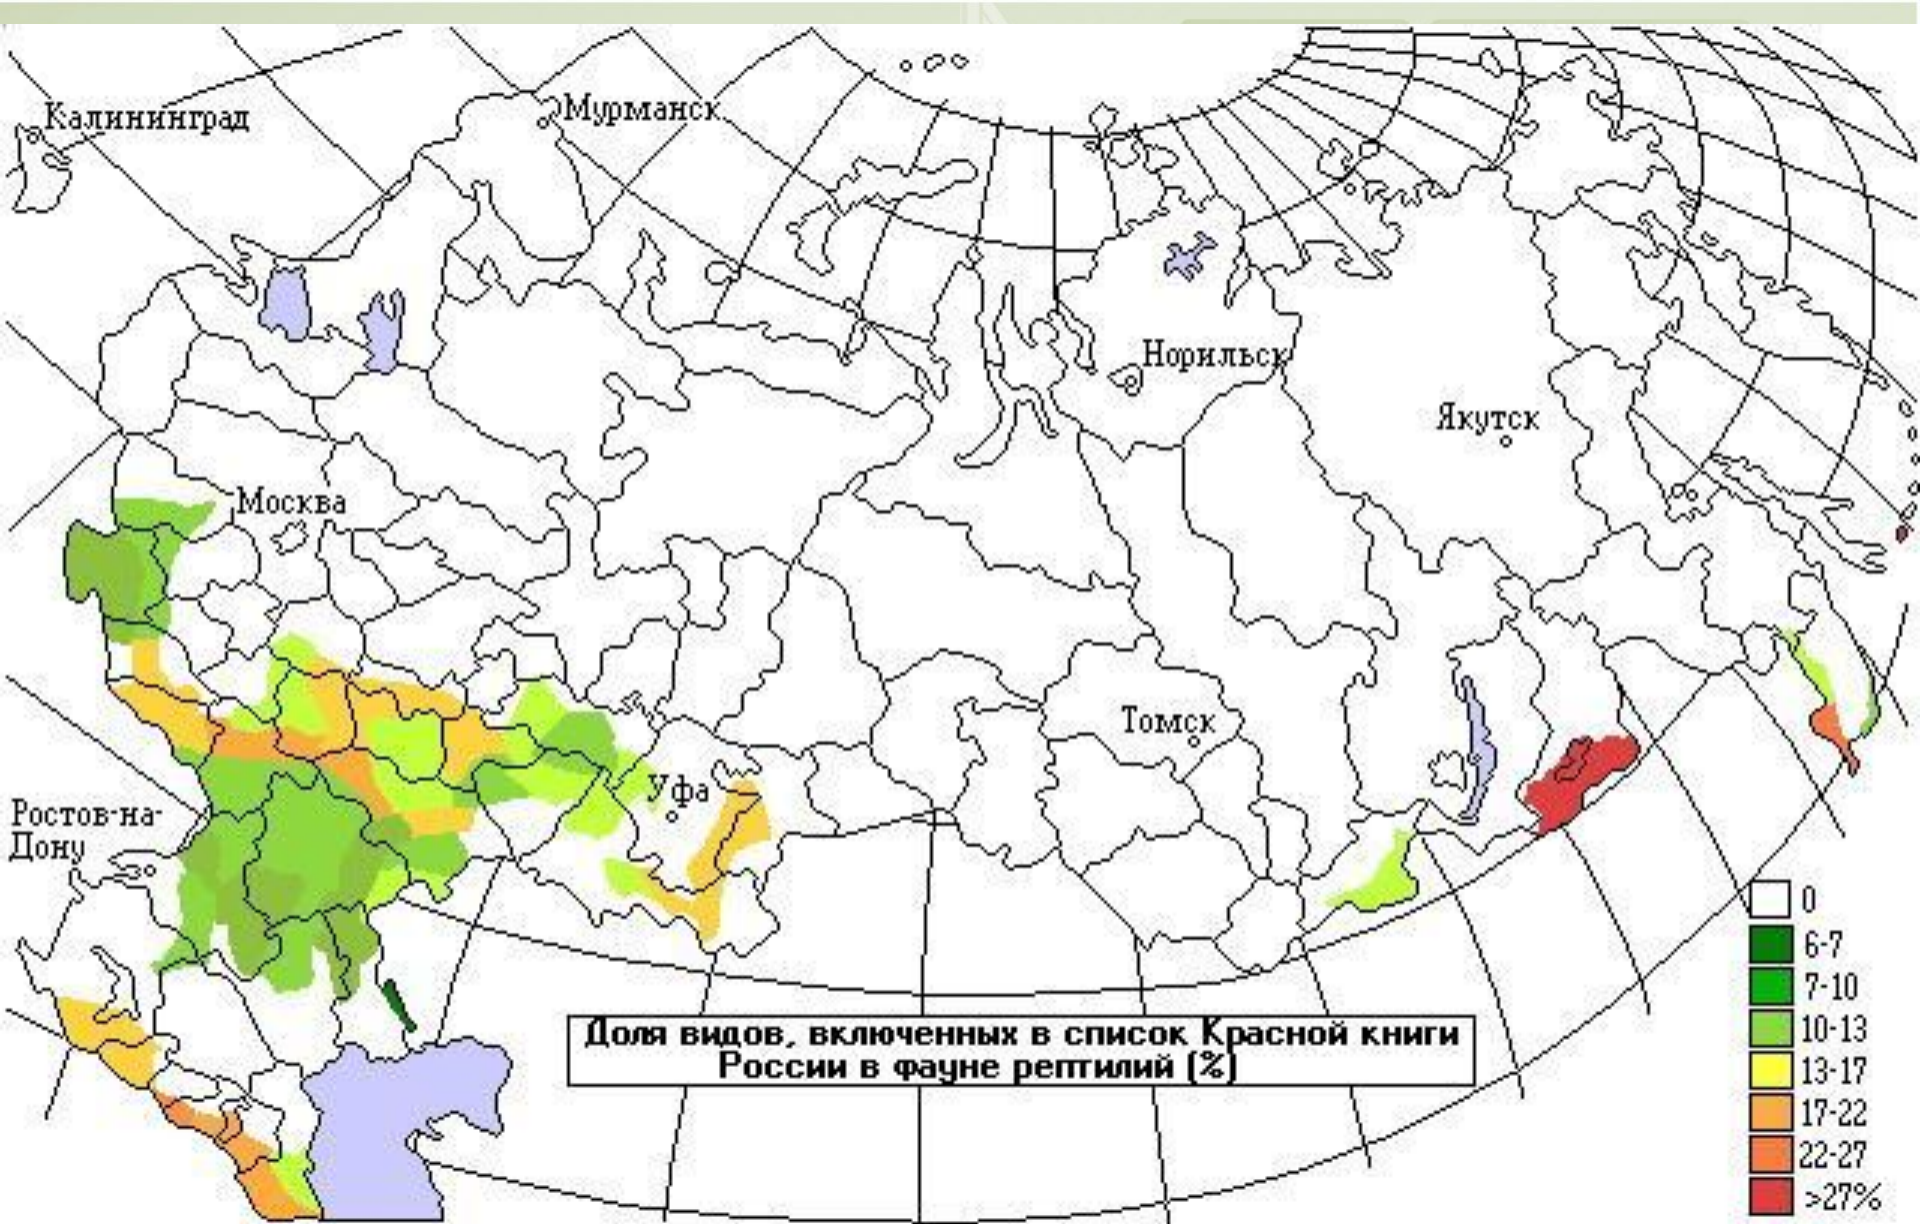 Калининград
Мурманск
Норильск
Якутск
Москва
Томск
Уфа
Ростов-на-
Дону
0
6-7
7-10
10-13
13-17
17-22
22-27
>27%
Доля видов, включенных в список Красной книги
России в фауне рептилий (%)